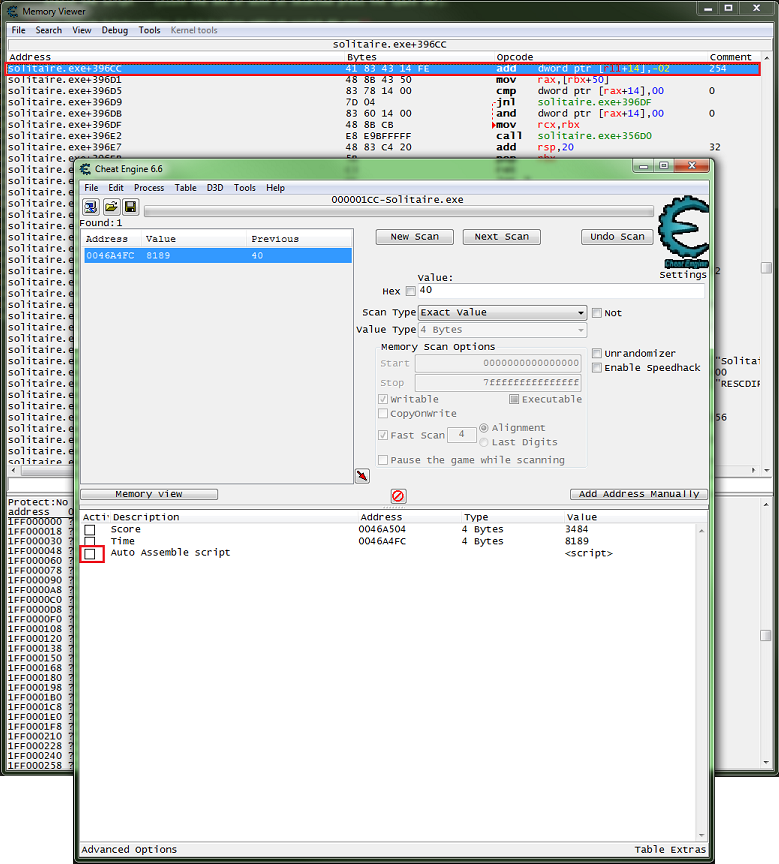 Memory Viewer
File Search View Debug Tools Kernel tools
solitaire.exe+396CC
Address Bytes Opcode Comment
solitaire.exe+396CC 41 83 43 14 FE add dword ptr [r11+14],-02 254
solitaire.exe+396D1 48 8B 43 50 mov rax,[rbx+50]
solitaire.exe+396D5 83 78 14 00 cmp dword ptr [rax+14],00 0
solitaire.exe+396D9 7D 04 jnl solitaire.exe+396DF
solitaire.exe+396DB 83 60 14 00 and dword ptr [rax+14],00 0
solitaire.exe+396DF 48 8B CB mov rcx,rbx
solitaire.exe+396E2 E8 E9BFFFFF call solitaire.exe+356D0
solitaire.exe+396E7 48 83 C4 20 add rsp,20 32
Cheat Engine 6.6
File Edit Process Table D3D Tools Help
000001CC-Solitaire.exe
Found:1
Address Value Previous
0046A4FC 8189 40
New Scan Next Scan Undo Scan
Cheat Engine
Settings
Value:
Hex 40
Scan Type Exact Value Not
Value Type 4 Bytes
Memory Scan Options
Start 0000000000000000
Stop 7fffffffffffffff
Unrandomizer
Enable Speedhack
Writable Executable
CopyOnWrite
Fast Scan 4 Alignment
Last Digits
Pause the game while scanning
"Solita
00
"RESCDIR
56
Memory view Add Address Manually
Protect:No
address
1FF000000 ?
1FF000018 ?
1FF000030 ?
1FF000048 ?
1FF000060 ?
1FF000078 ?
1FF000090 ?
1FF0000A8 ?
1FF0000C0 ?
1FF0000D8 ?
1FF0000F0 ?
1FF000108 ?
1FF000120 ?
1FF000138 ?
1FF000150 ?
1FF000168 ?
1FF000180 ?
1FF000198 ?
1FF0001B0 ?
1FF0001C8 ?
1FF0001E0 ?
1FF0001F8 ?
1FF000210 ?
1FF000228 ?
1FF000240 ?
1FF000258 ?
Activ Description Address Type Value
Score 0046A504 4 Bytes 3484
Time 0046A4FC 4 Bytes 8189
Auto Assemble script <script>
Advanced Options Table Extras